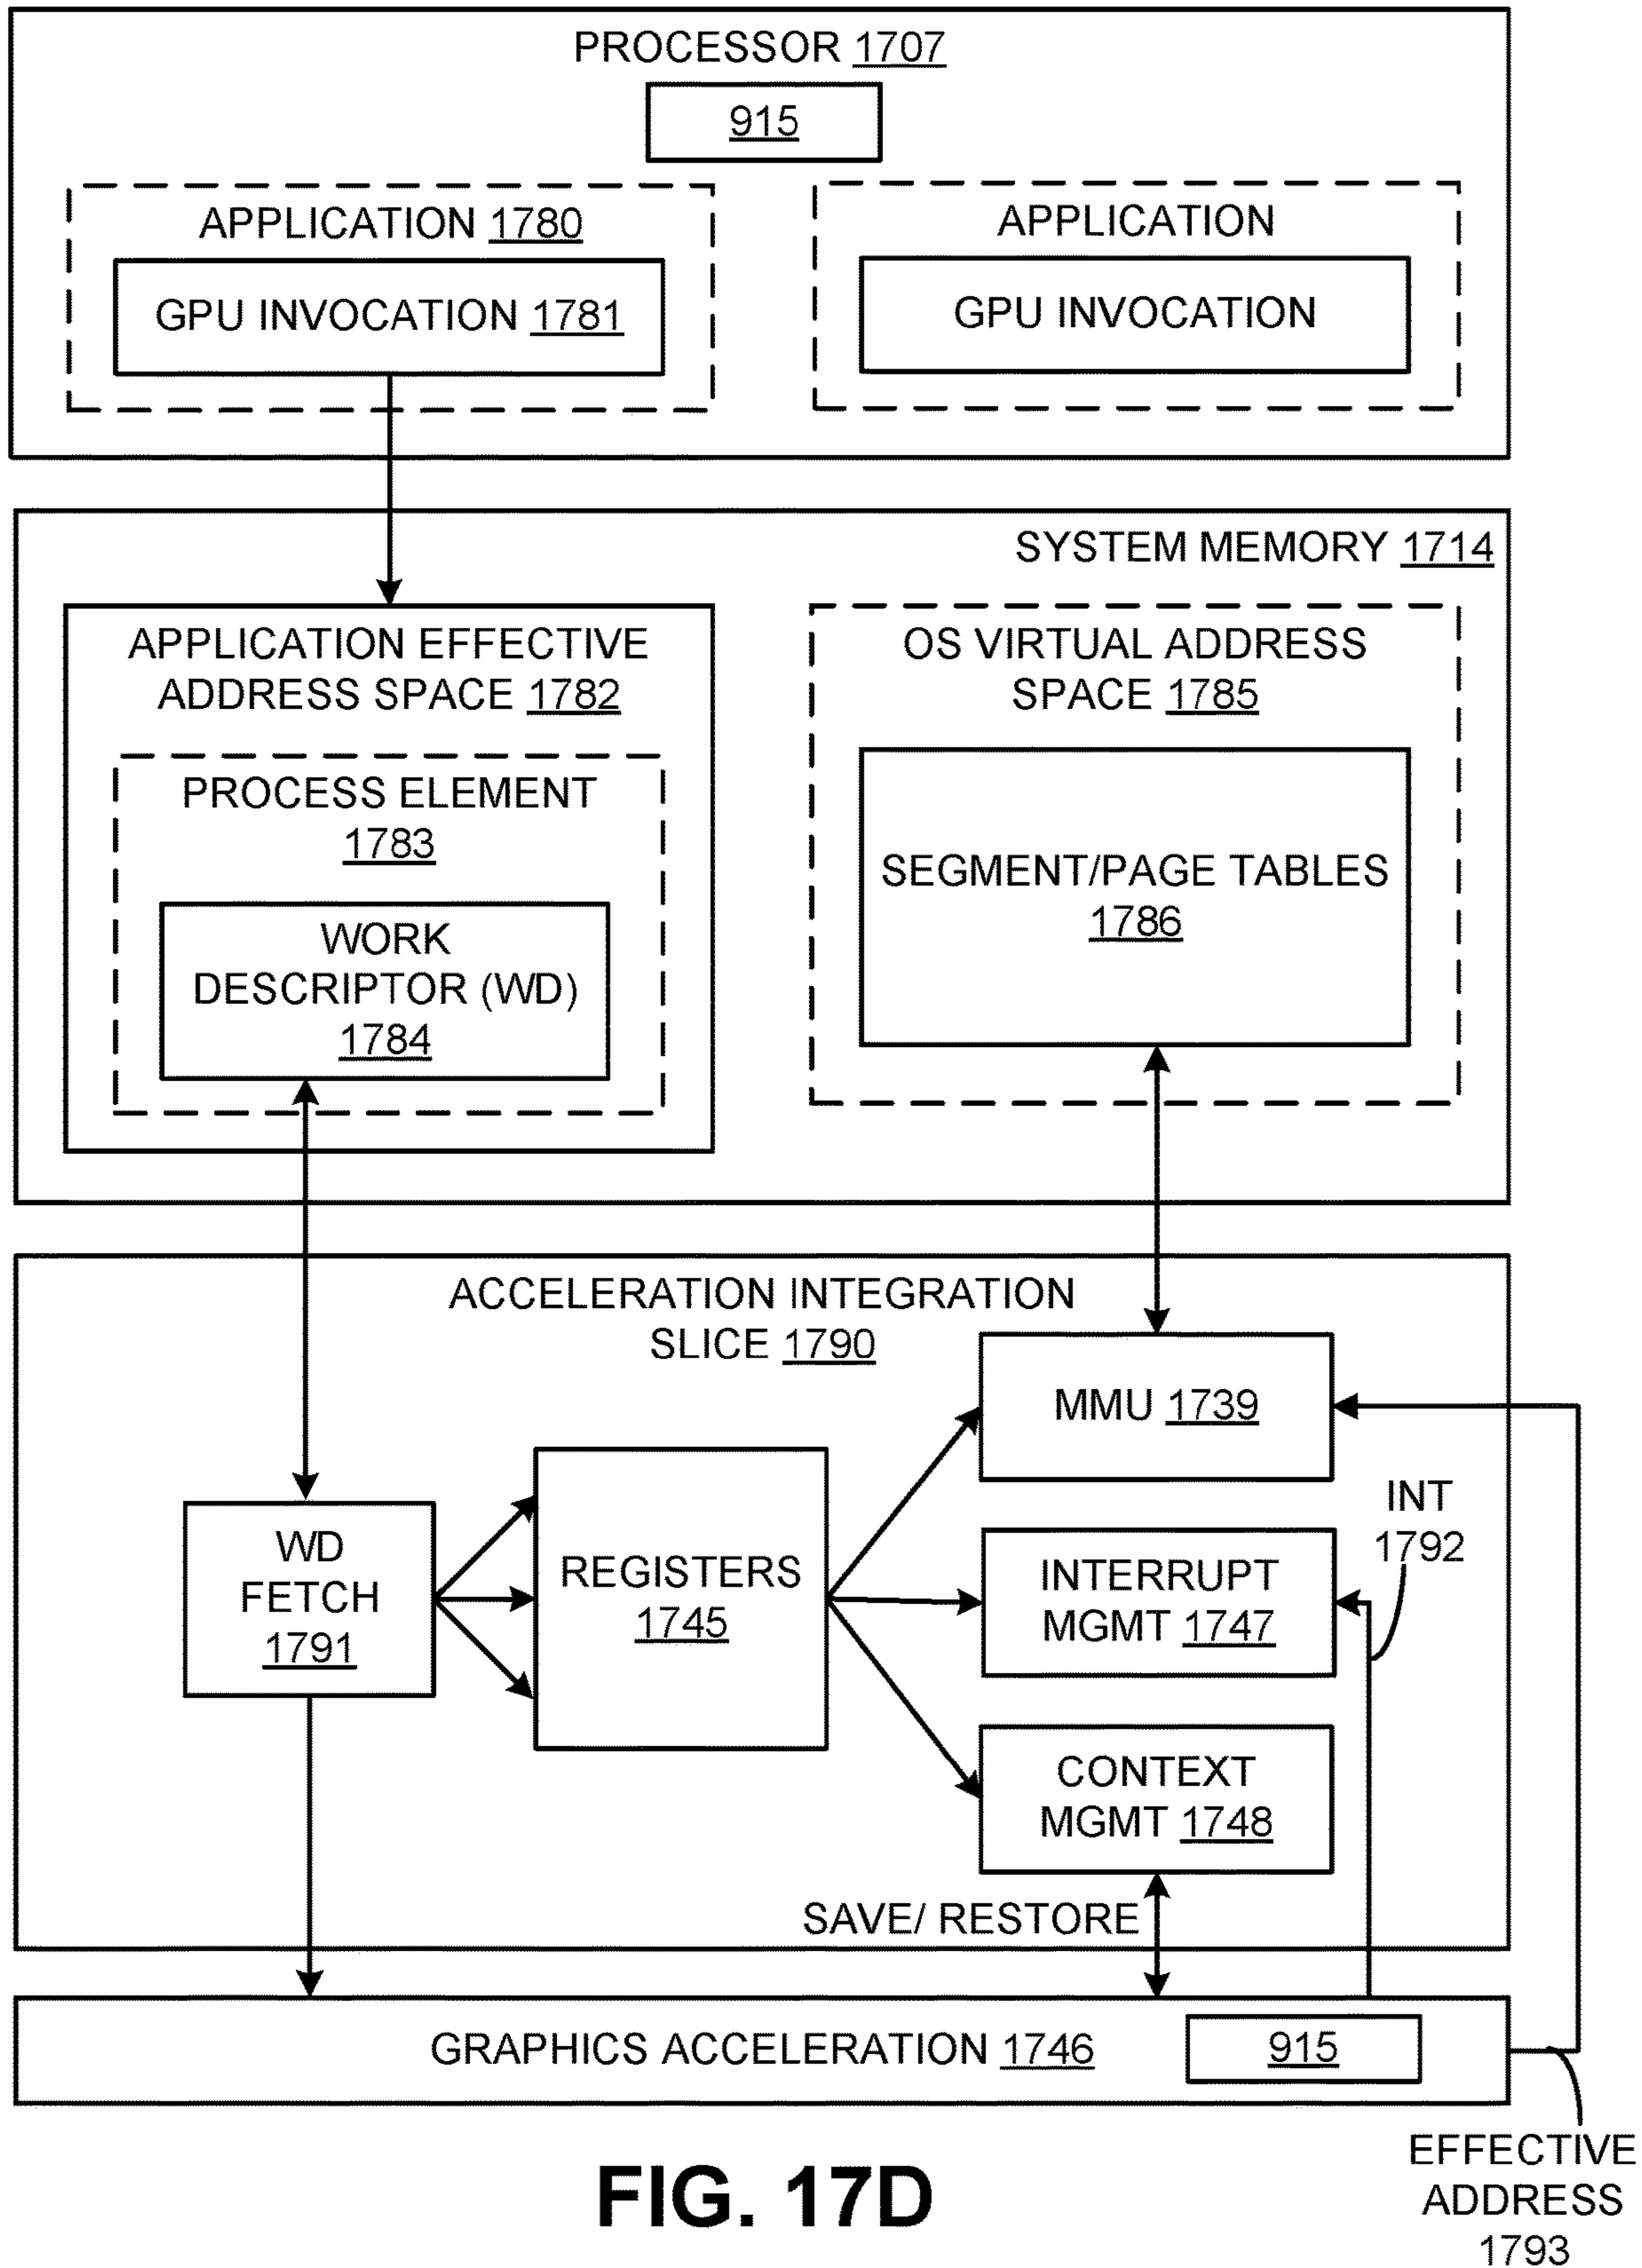 PROCESSOR 1707
915
APPLICATION 1780
GPU INVOCATION 1781
APPLICATION
GPU INVOCATION
SYSTEM MEMORY 1714
APPLICATION EFFECTIVE
ADDRESS SPACE 1782
PROCESS ELEMENT
1783
WORK
DESCRIPTOR (WD)
1784
OS VIRTUAL ADDRESS
SPACE 1785
SEGMENT/PAGE TABLES
1786
ACCELERATION INTEGRATION
SLICE 1790
MMU 1739
WD
FETCH
1791
REGISTERS
1745
INT
1792
INTERRUPT
MGMT 1747
CONTEXT
MGMT 1748
SAVE/ RESTORE
GRAPHICS ACCELERATION 1746
915
EFFECTIVE
ADDRESS
1793
FIG. 17D